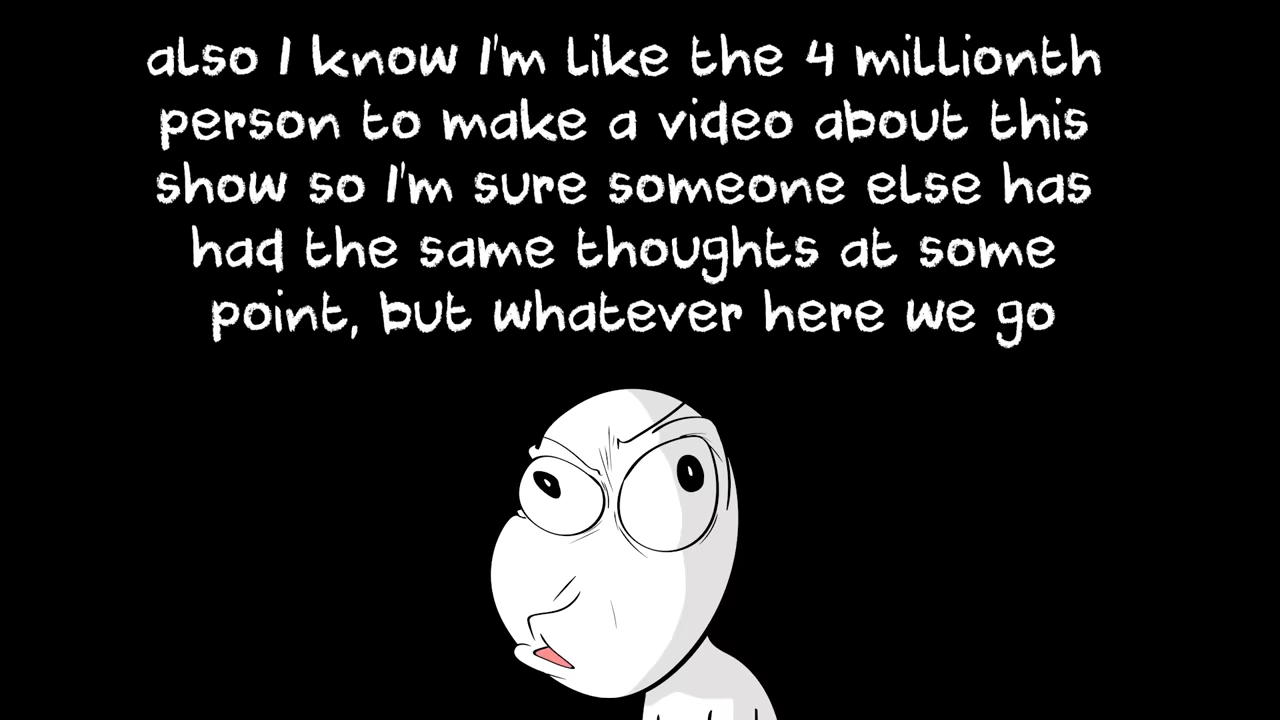 also I know I'm like the 4 millionth
person to make a video about this
show so I'm sure someone else has
had the same thoughts at some
point, but whatever here we go